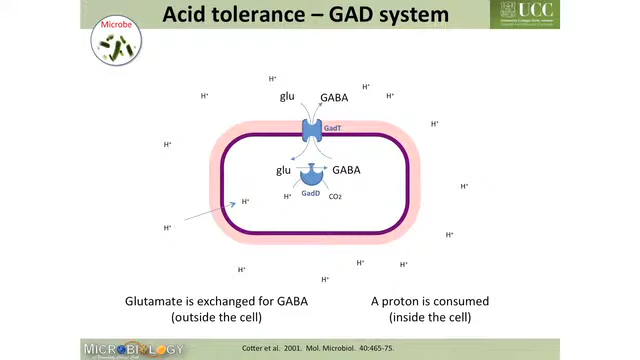 Acid tolerance – GAD system
UCC
Microbe
H⁺
H⁺
H⁺
H⁺
glu
GABA
H⁺
GadT
H⁺
glu
GABA
H⁺
CO₂
GadD
H⁺
H⁺
H⁺
H⁺
H⁺
H⁺
H⁺
H⁺
Glutamate is exchanged for GABA
(outside the cell)
A proton is consumed
(inside the cell)
MICROBIOLOGY
Cotter et al. 2001. Mol. Microbiol. 40:465-75.